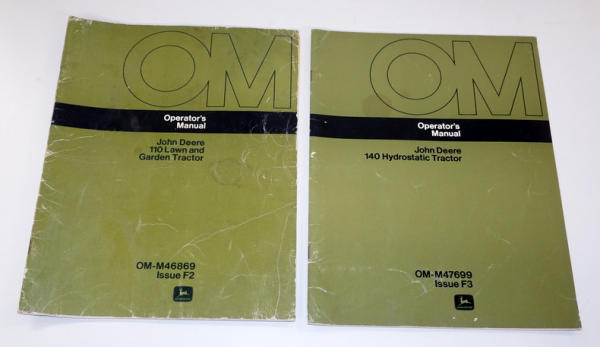 OM
Operator's
Manual
John Deere
110 Lawn and
Garden Tractor
OM-M46869
Issue F2
OM
Operator's
Manual
John Deere
140 Hydrostatic Tractor
OM-M47699
Issue F3